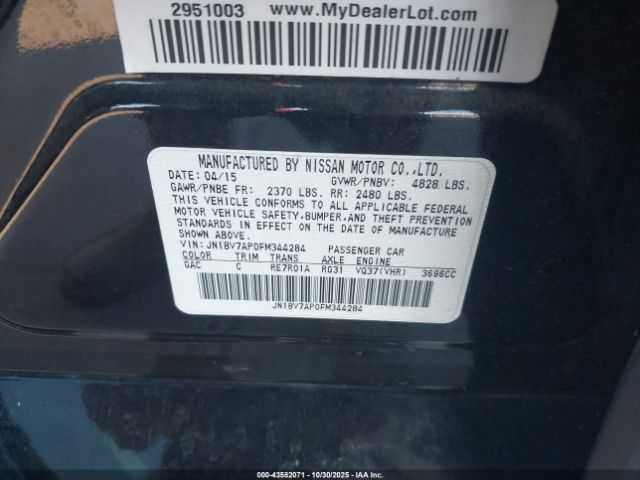 2951003 www.MyDealerLot.com
MANUFACTURED BY NISSAN MOTOR CO.,LTD.
DATE: 04/15 GVWR/PNBV: 4828 LBS.
GAWR/PNBE FR: 2370 LBS. RR: 2480 LBS.
THIS VEHICLE CONFORMS TO ALL APPLICABLE FEDERAL
MOTOR VEHICLE SAFETY,BUMPER,AND THEFT PREVENTION
STANDARDS IN EFFECT ON THE DATE OF MANUFACTURE
SHOWN ABOVE.
VIN: JN1BV7AP0FM344284 PASSENGER CAR
COLOR TRIM TRANS AXLE ENGINE
GAC C RE7R01A RG31 VQ37(VHR) 3696CC
JN1BV7AP0FM344284
000-43582071 - 10/30/2025 - IAA Inc.